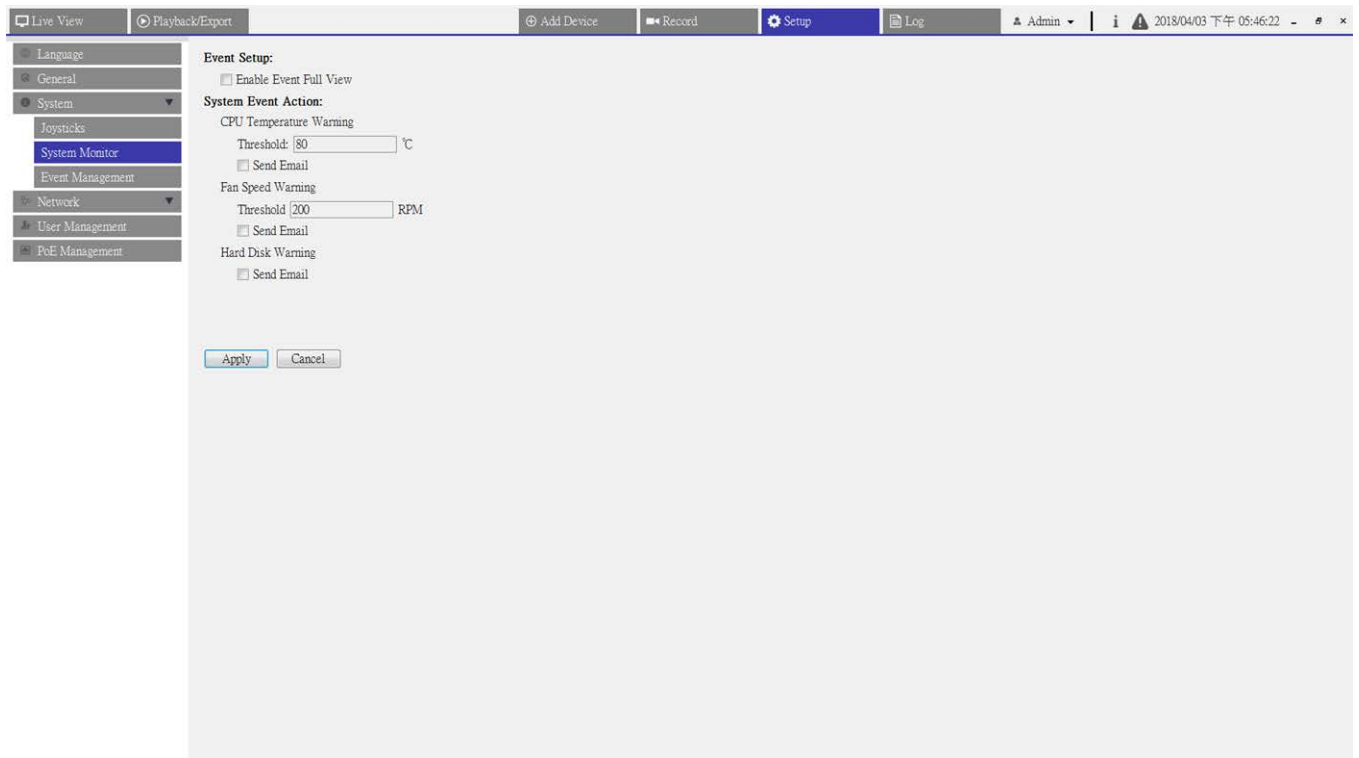 Live View Playback/Export Add Device Record Setup Log Admin i 2018/04/03 下午 05:46:22
Language
General
System
Joysticks
System Monitor
Event Management
Network
User Management
PoE Management
Event Setup:
Enable Event Full View
System Event Action:
CPU Temperature Warning
Threshold: 80 ℃
Send Email
Fan Speed Warning
Threshold 200 RPM
Send Email
Hard Disk Warning
Send Email
Apply Cancel